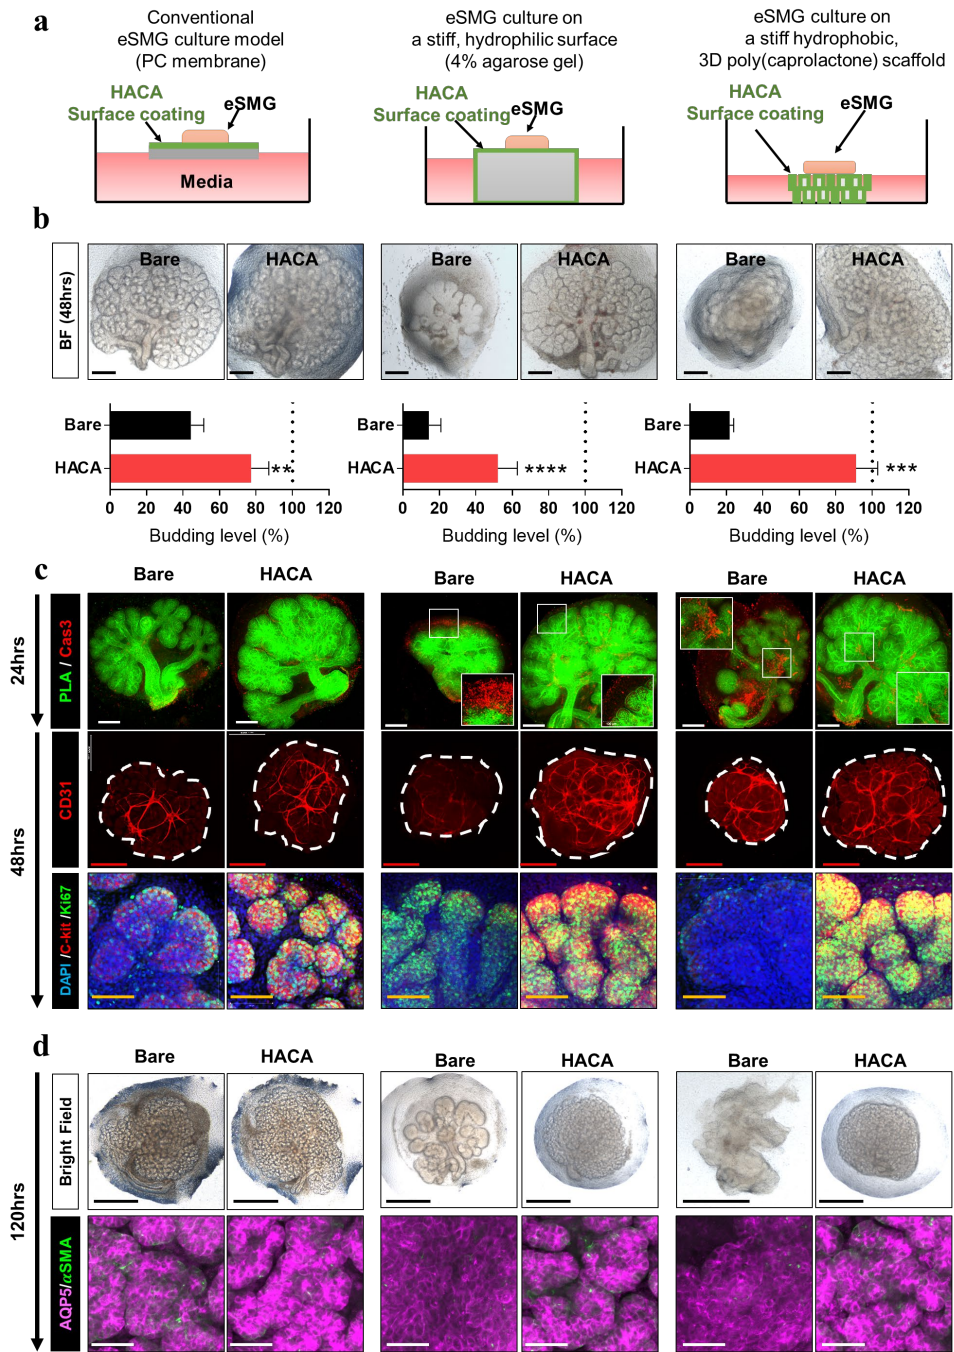 a
Conventional
eSMG culture model
(PC membrane)
eSMG culture on
a stiff, hydrophilic surface
(4% agarose gel)
eSMG culture on
a stiff hydrophobic,
3D poly(caprolactone) scaffold
HACA
Surface coating
eSMG
Media
HACA
Surface coating
eSMG
HACA
Surface coating
eSMG
b
BF (48hrs)
Bare
HACA
Bare
HACA
Bare
HACA
Bare
HACA
**
0 20 40 60 80 100 120
Budding level (%)
Bare
HACA
****
0 20 40 60 80 100 120
Budding level (%)
Bare
HACA
***
0 20 40 60 80 100 120
Budding level (%)
c
Bare
HACA
Bare
HACA
Bare
HACA
24hrs
PLA / Cas3
48hrs
CD31
DAPI /C-kit /Ki67
d
Bare
HACA
Bare
HACA
Bare
HACA
120hrs
Bright Field
AQP5/αSMA